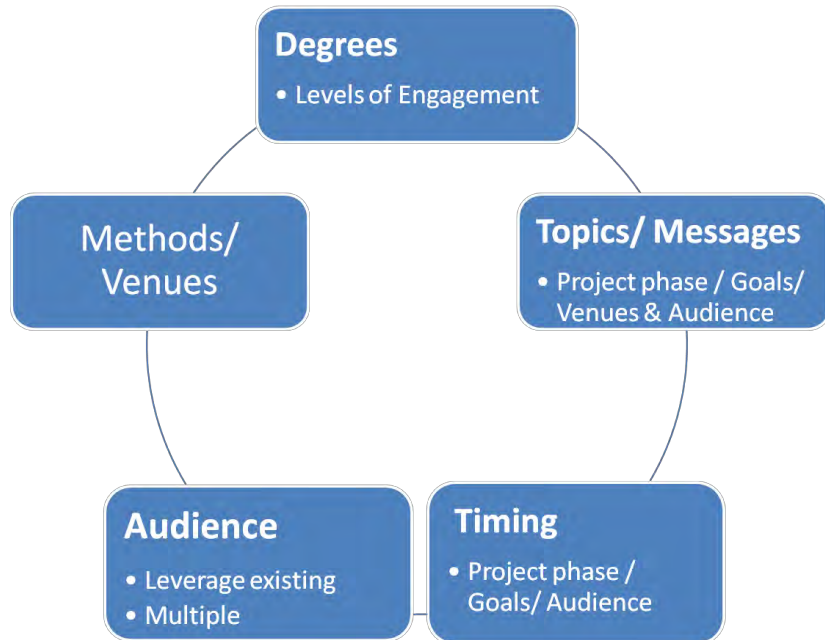 Degrees
• Levels of Engagement
Methods/
Venues
Topics/ Messages
• Project phase / Goals/
Venues & Audience
Audience
• Leverage existing
• Multiple
Timing
• Project phase /
Goals/ Audience